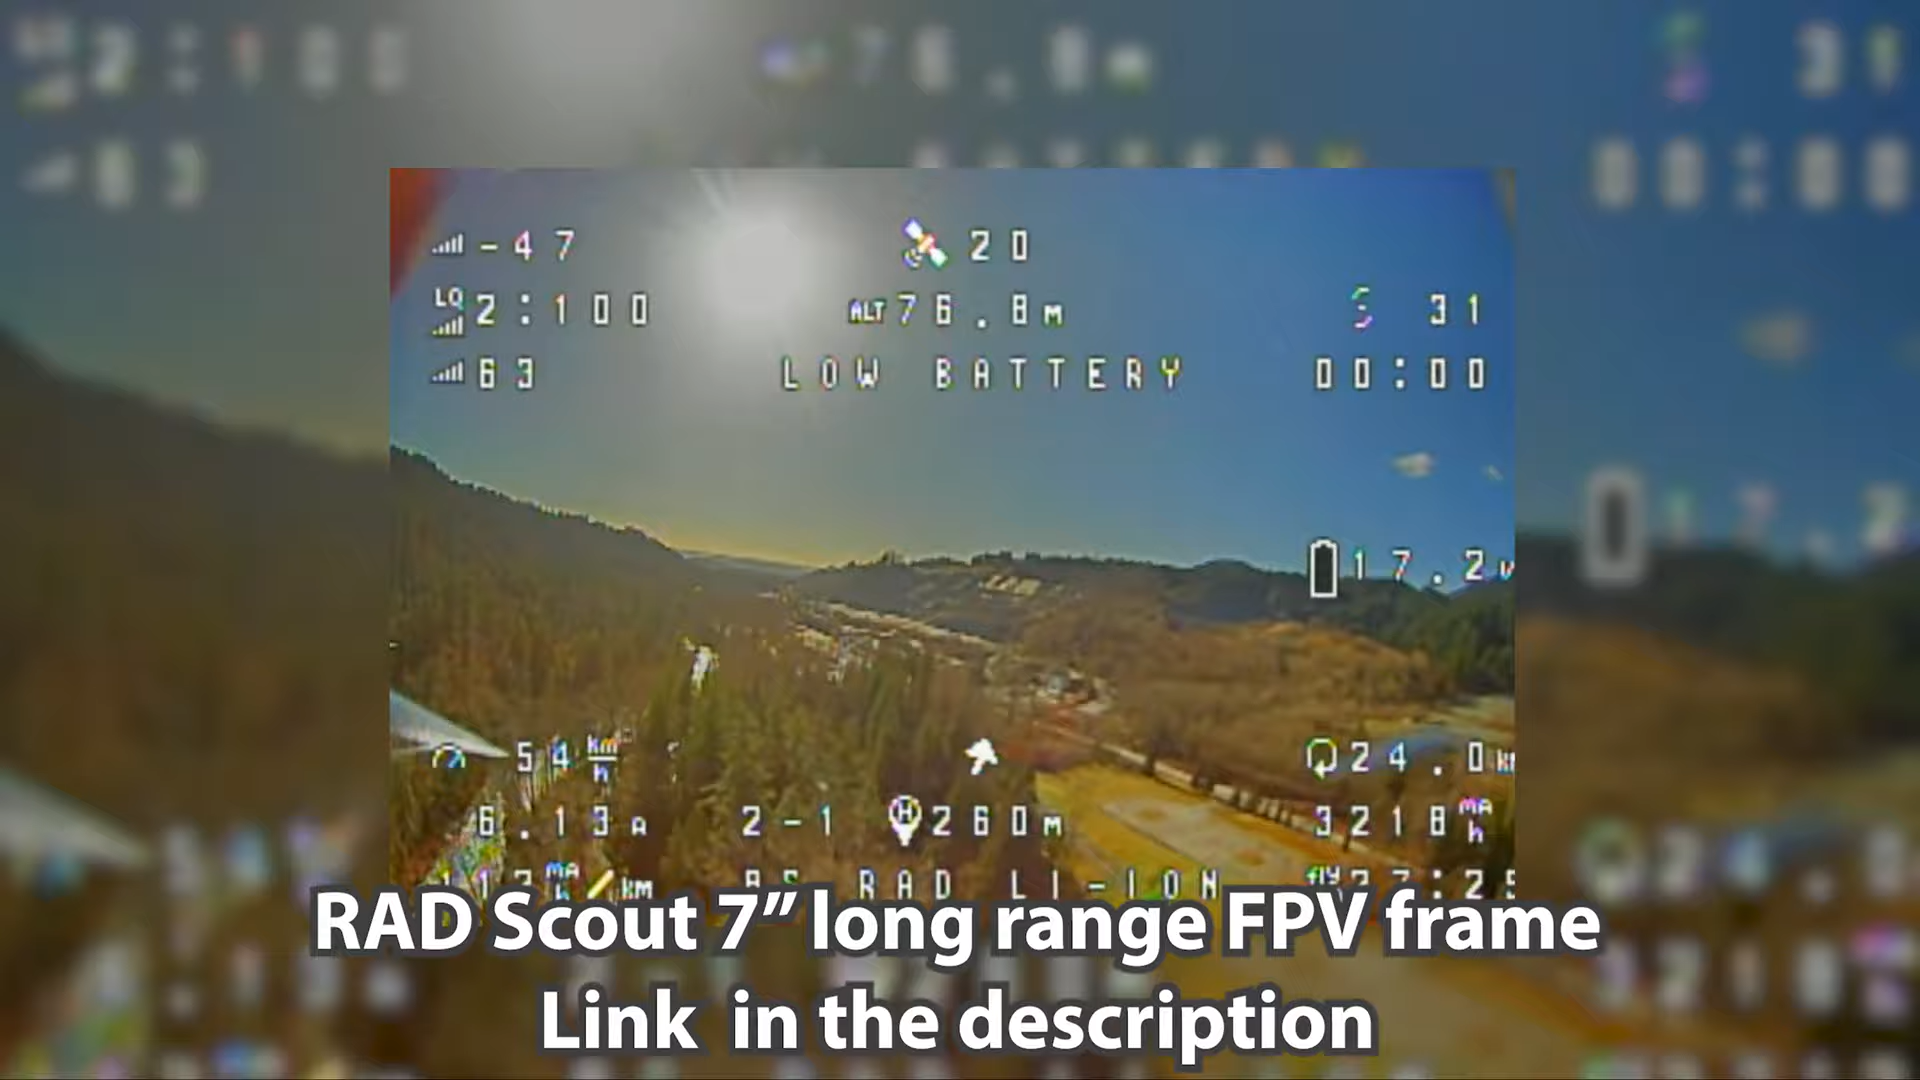 -47 20
LQ 2:100 ALT 76.8M 31
63 LOW BATTERY 00:00
17.2V
54 km/h 24.0
6.13A 2-1 H 260M 3218 MAh
km RAD LI-ION
RAD Scout 7” long range FPV frame
Link in the description